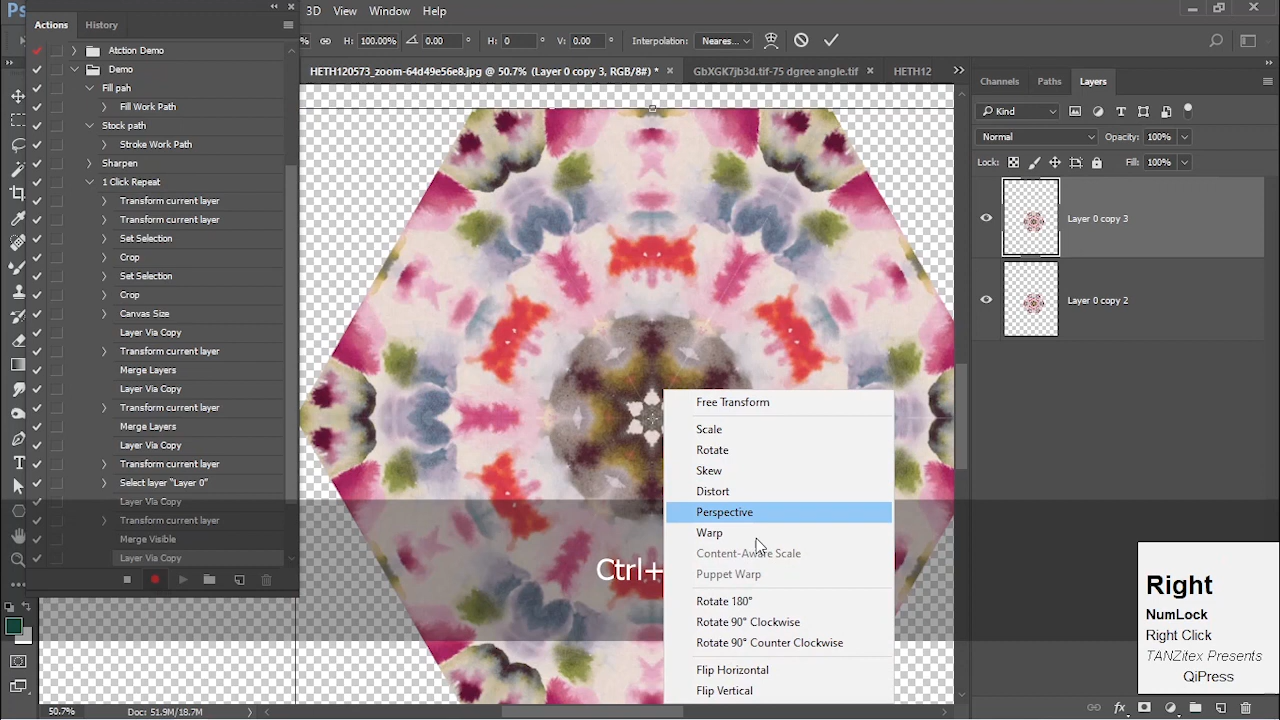 Ps
3D View Window Help
Actions History
% H: 100.00% 0.00 ° H: 0 ° V: 0.00 ° Interpolation: Neares...
HETH120573_zoom-64d49e56e8.jpg @ 50.7% (Layer 0 copy 3, RGB/8#) * × GbXGK7jb3d.tif-75 dgree angle.tif × HETH12 >>
Atction Demo
Demo
Fill pah
Fill Work Path
Stock path
Stroke Work Path
Sharpen
1 Click Repeat
Transform current layer
Transform current layer
Set Selection
Crop
Set Selection
Crop
Canvas Size
Layer Via Copy
Transform current layer
Merge Layers
Layer Via Copy
Transform current layer
Merge Layers
Layer Via Copy
Transform current layer
Select layer "Layer 0"
Layer Via Copy
Transform current layer
Merge Visible
Layer Via Copy
Free Transform
Scale
Rotate
Skew
Distort
Perspective
Warp
Content-Aware Scale
Puppet Warp
Rotate 180°
Rotate 90° Clockwise
Rotate 90° Counter Clockwise
Flip Horizontal
Flip Vertical
Ctrl+
Channels Paths Layers
Kind
Normal Opacity: 100%
Lock: Fill: 100%
Layer 0 copy 3
Layer 0 copy 2
Right
NumLock
Right Click
TANZitex Presents
QiPress
50.7% Doc: 51.9M/18.7M